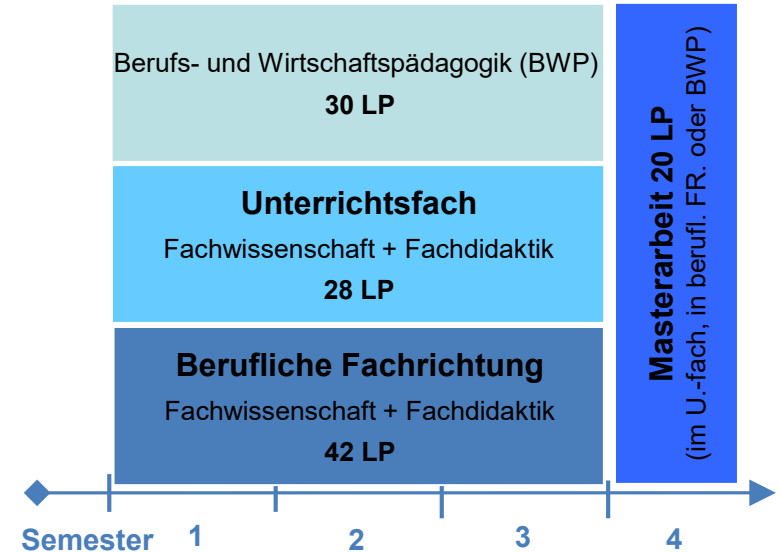 Berufs- und Wirtschaftspädagogik (BWP)
30 LP
Unterrichtsfach
Fachwissenschaft + Fachdidaktik
28 LP
Berufliche Fachrichtung
Fachwissenschaft + Fachdidaktik
42 LP
Masterarbeit 20 LP
(im U.-fach, in berufl. FR. oder BWP)
Semester 1 2 3 4